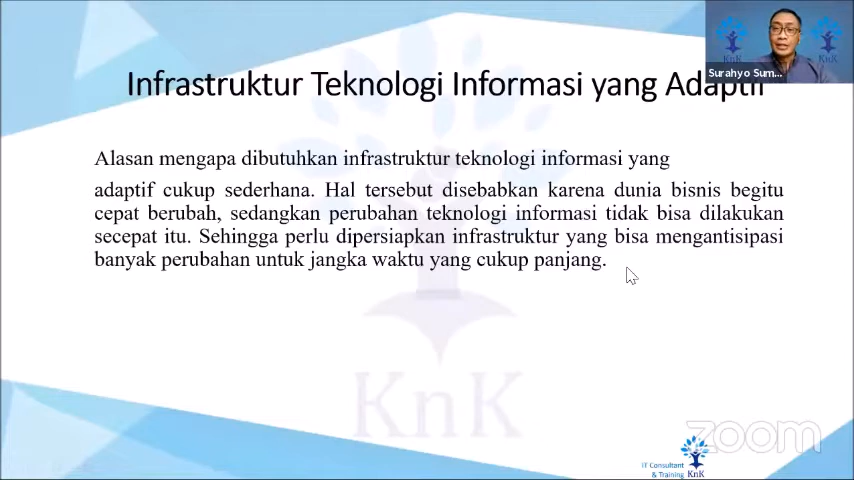 KnK
KnK
Surahyo Sum...
Infrastruktur Teknologi Informasi yang Adaptif
Alasan mengapa dibutuhkan infrastruktur teknologi informasi yang
adaptif cukup sederhana. Hal tersebut disebabkan karena dunia bisnis begitu
cepat berubah, sedangkan perubahan teknologi informasi tidak bisa dilakukan
secepat itu. Sehingga perlu dipersiapkan infrastruktur yang bisa mengantisipasi
banyak perubahan untuk jangka waktu yang cukup panjang.
KnK
zoom
IT Consultant
& Training KnK